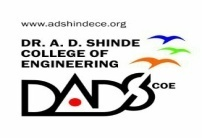 www.adshindece.org
DR. A. D. SHINDE
COLLEGE OF
ENGINEERING
DADS COE